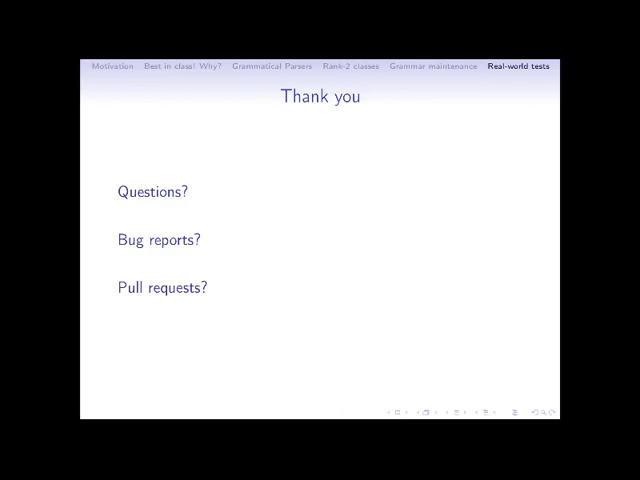 Motivation Best in class! Why? Grammatical Parsers Rank-2 classes Grammar maintenance Real-world tests
Thank you
Questions?
Bug reports?
Pull requests?